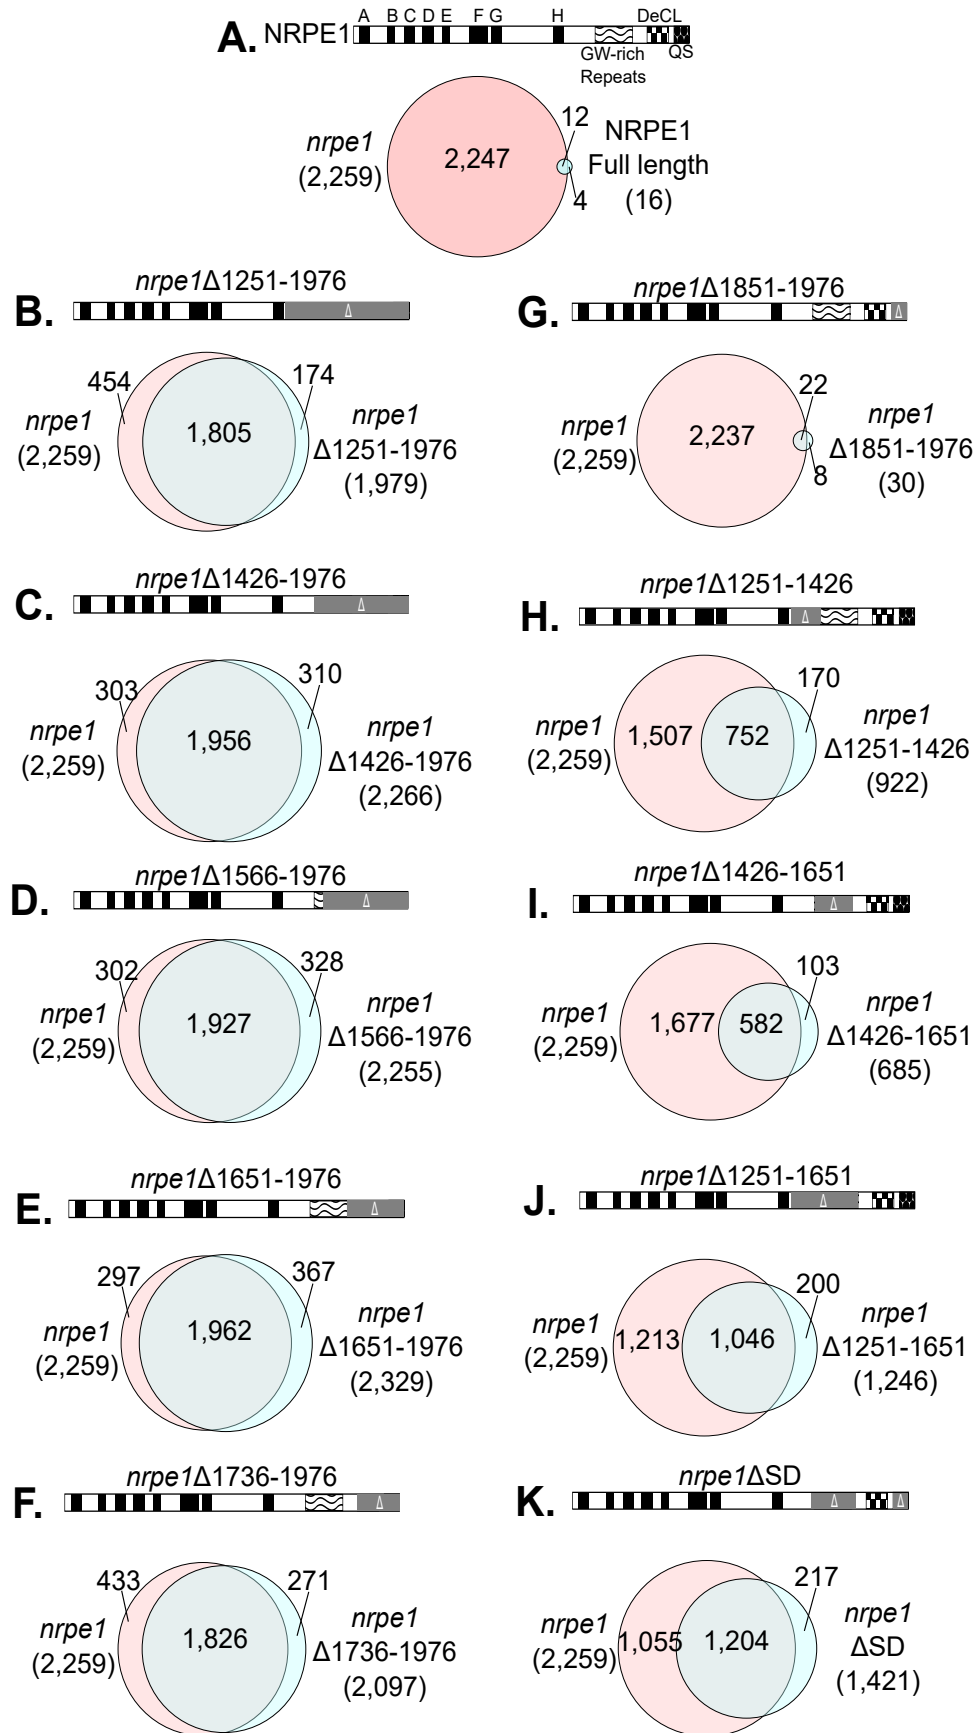 A B C D E F G H DeCL
A. NRPE1
GW-rich QS
Repeats
12
nrpe1
(2,259)
2,247
NRPE1
Full length
(16)
4
B.
nrpe1Δ1251-1976
Δ
454
174
nrpe1
(2,259)
1,805
nrpe1
Δ1251-1976
(1,979)
C.
nrpe1Δ1426-1976
Δ
303
310
nrpe1
(2,259)
1,956
nrpe1
Δ1426-1976
(2,266)
D.
nrpe1Δ1566-1976
Δ
302
328
nrpe1
(2,259)
1,927
nrpe1
Δ1566-1976
(2,255)
E.
nrpe1Δ1651-1976
Δ
297
367
nrpe1
(2,259)
1,962
nrpe1
Δ1651-1976
(2,329)
F.
nrpe1Δ1736-1976
Δ
433
271
nrpe1
(2,259)
1,826
nrpe1
Δ1736-1976
(2,097)
G.
nrpe1Δ1851-1976
Δ
22
nrpe1
(2,259)
2,237
nrpe1
Δ1851-1976
(30)
8
H.
nrpe1Δ1251-1426
Δ
170
nrpe1
(2,259)
1,507
752
nrpe1
Δ1251-1426
(922)
I.
nrpe1Δ1426-1651
Δ
103
nrpe1
(2,259)
1,677
582
nrpe1
Δ1426-1651
(685)
J.
nrpe1Δ1251-1651
Δ
200
nrpe1
(2,259)
1,213
1,046
nrpe1
Δ1251-1651
(1,246)
K.
nrpe1ΔSD
Δ Δ
217
nrpe1
(2,259)
1,055
1,204
nrpe1
ΔSD
(1,421)